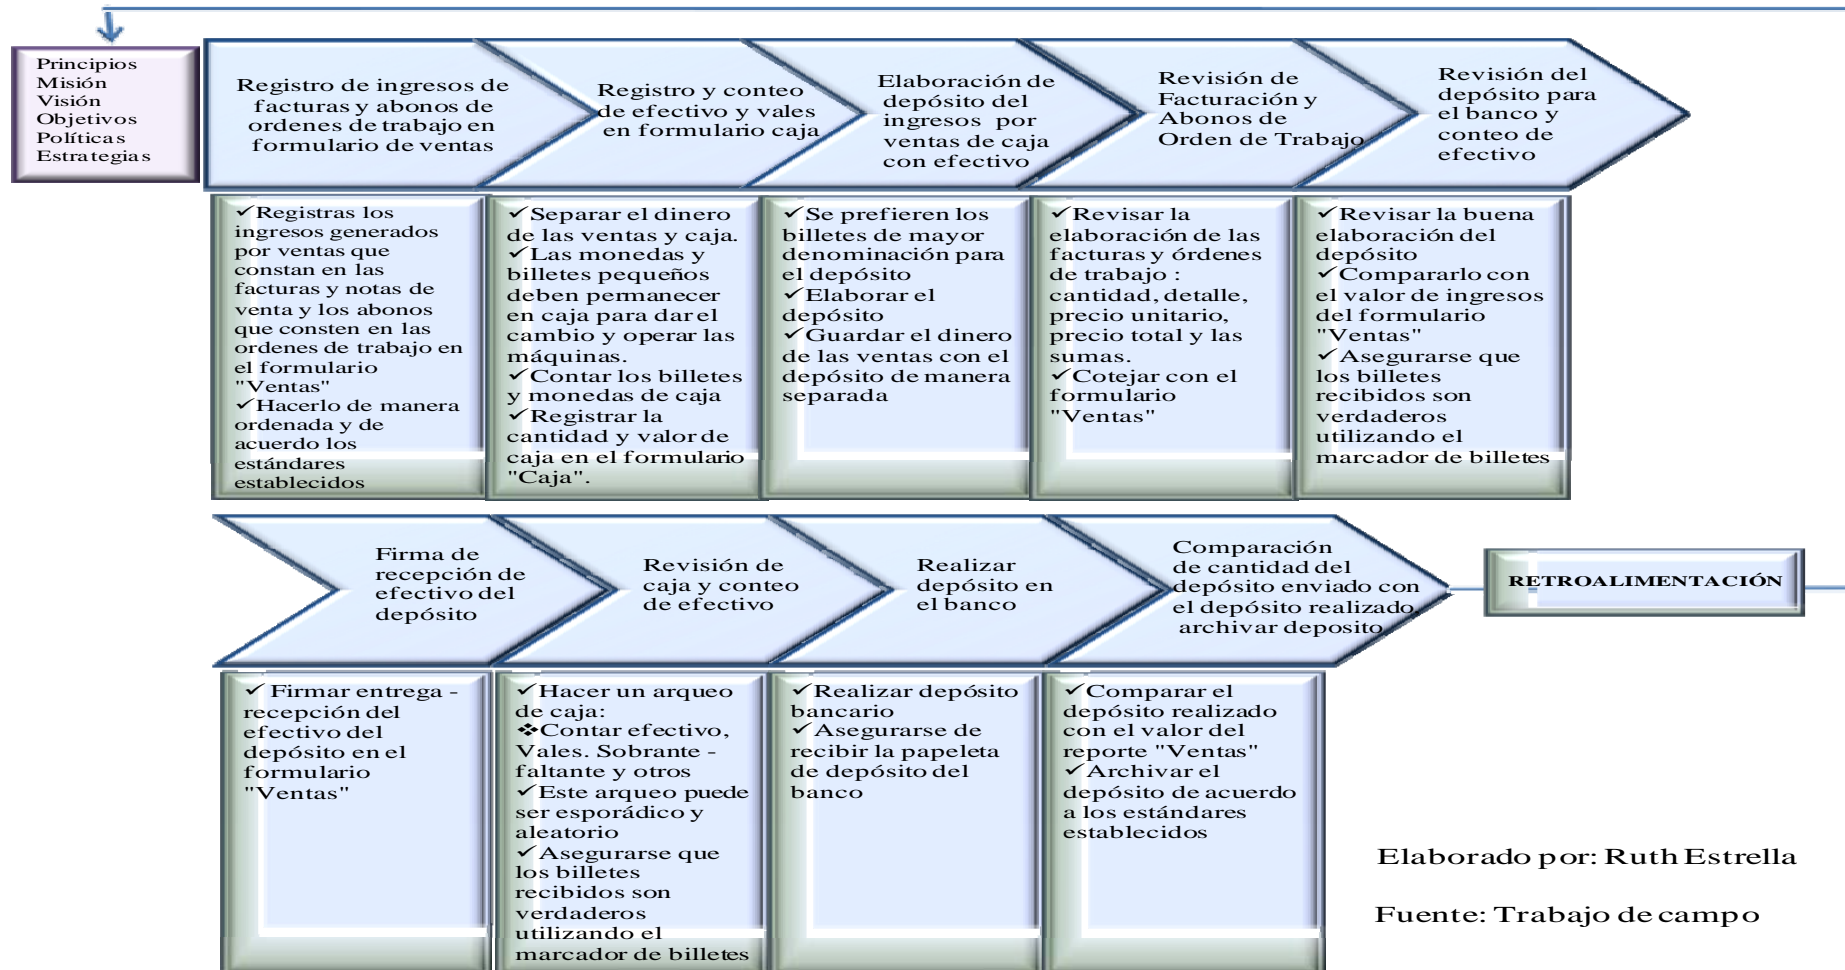 Principios
Misión
Visión
Objetivos
Políticas
Estrategias
Registro de ingresos de
facturas y abonos de
ordenes de trabajo en
formulario de ventas
Registro y conteo
de efectivo y vales
en formulario caja
Elaboración de
depósito del
ingresos por
ventas de caja
con efectivo
Revisión de
Facturación y
Abonos de
Orden de Trabajo
Revisión del
depósito para
el banco y
conteo de
efectivo
✓Registras los
ingresos generados
por ventas que
constan en las
facturas y notas de
venta y los abonos
que consten en las
ordenes de trabajo en
el formulario
"Ventas"
✓Hacerlo de manera
ordenada y de
acuerdo los
estándares
establecidos
✓Separar el dinero
de las ventas y caja.
✓Las monedas y
billetes pequeños
deben permanecer
en caja para dar el
cambio y operar las
máquinas.
✓Contar los billetes
y monedas de caja
✓Registrar la
cantidad y valor de
caja en el formulario
"Caja".
✓Se prefieren los
billetes de mayor
denominación para
el depósito
✓Elaborar el
depósito
✓Guardar el dinero
de las ventas con el
depósito de manera
separada
✓Revisar la
elaboración de las
facturas y órdenes
de trabajo :
cantidad, detalle,
precio unitario,
precio total y las
sumas.
✓Cotejar con el
formulario
"Ventas"
✓Revisar la buena
elaboración del
depósito
✓Compararlo con
el valor de ingresos
del formulario
"Ventas"
✓Asegurarse que
los billetes
recibidos son
verdaderos
utilizando el
marcador de billetes
Firma de
recepción de
efectivo del
depósito
Revisión de
caja y conteo
de efectivo
Realizar
depósito en
el banco
Comparación
de cantidad del
depósito enviado con
el depósito realizado,
archivar deposito
RETROALIMENTACIÓN
✓ Firmar entrega -
recepción del
efectivo del
depósito en el
formulario
"Ventas"
✓Hacer un arqueo
de caja:
❖Contar efectivo,
Vales. Sobrante -
faltante y otros
✓Este arqueo puede
ser esporádico y
aleatorio
✓Asegurarse que
los billetes
recibidos son
verdaderos
utilizando el
marcador de billetes
✓Realizar depósito
bancario
✓Asegurarse de
recibir la papeleta
de depósito del
banco
✓Comparar el
depósito realizado
con el valor del
reporte "Ventas"
✓Archivar el
depósito de acuerdo
a los estándares
establecidos
Elaborado por: Ruth Estrella
Fuente: Trabajo de campo